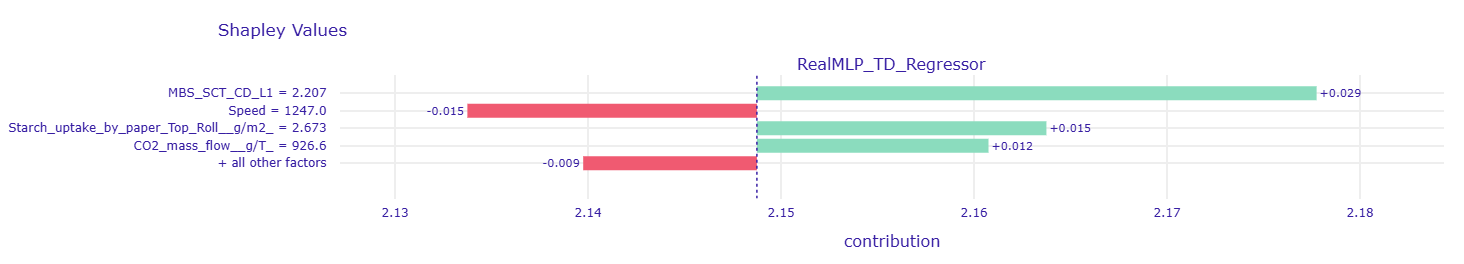 Shapley Values
RealMLP_TD_Regressor
MBS_SCT_CD_L1 = 2.207
+0.029
Speed = 1247.0
-0.015
Starch_uptake_by_paper_Top_Roll__g/m2_ = 2.673
+0.015
CO2_mass_flow__g/T_ = 926.6
+0.012
+ all other factors
-0.009
2.13 2.14 2.15 2.16 2.17 2.18
contribution